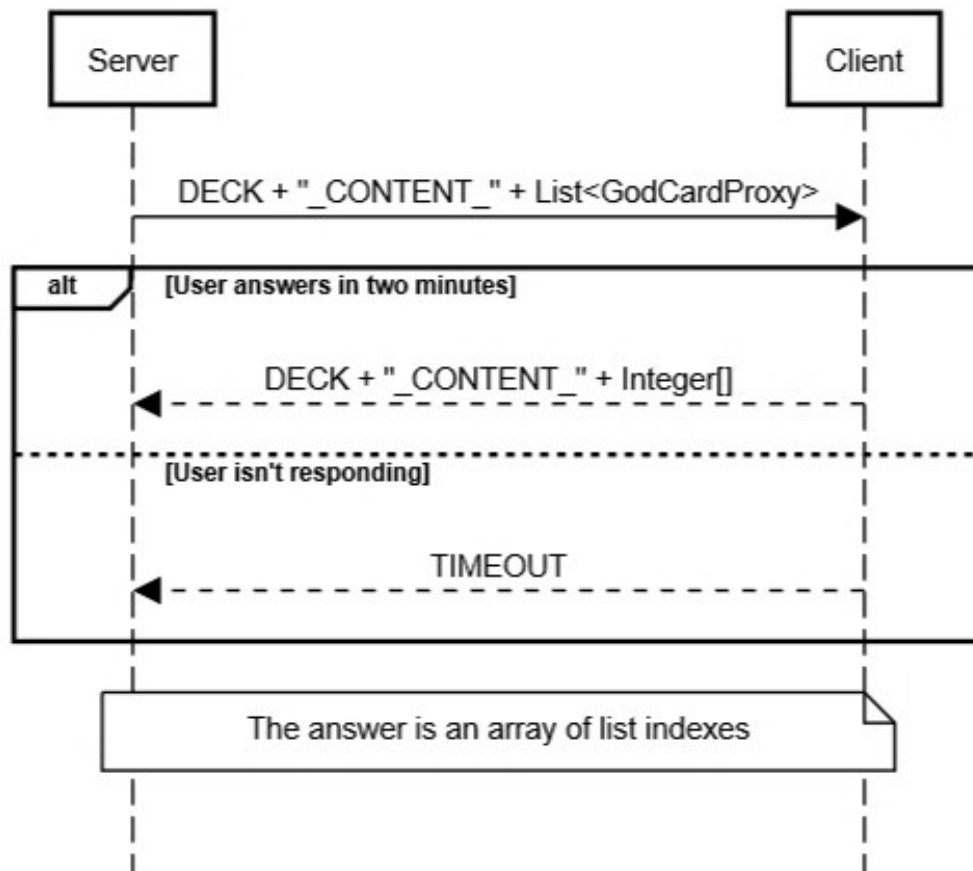 Server
Client
DECK + "_CONTENT_" + List<GodCardProxy>
alt
[User answers in two minutes]
DECK + "_CONTENT_" + Integer[]
[User isn't responding]
TIMEOUT
The answer is an array of list indexes